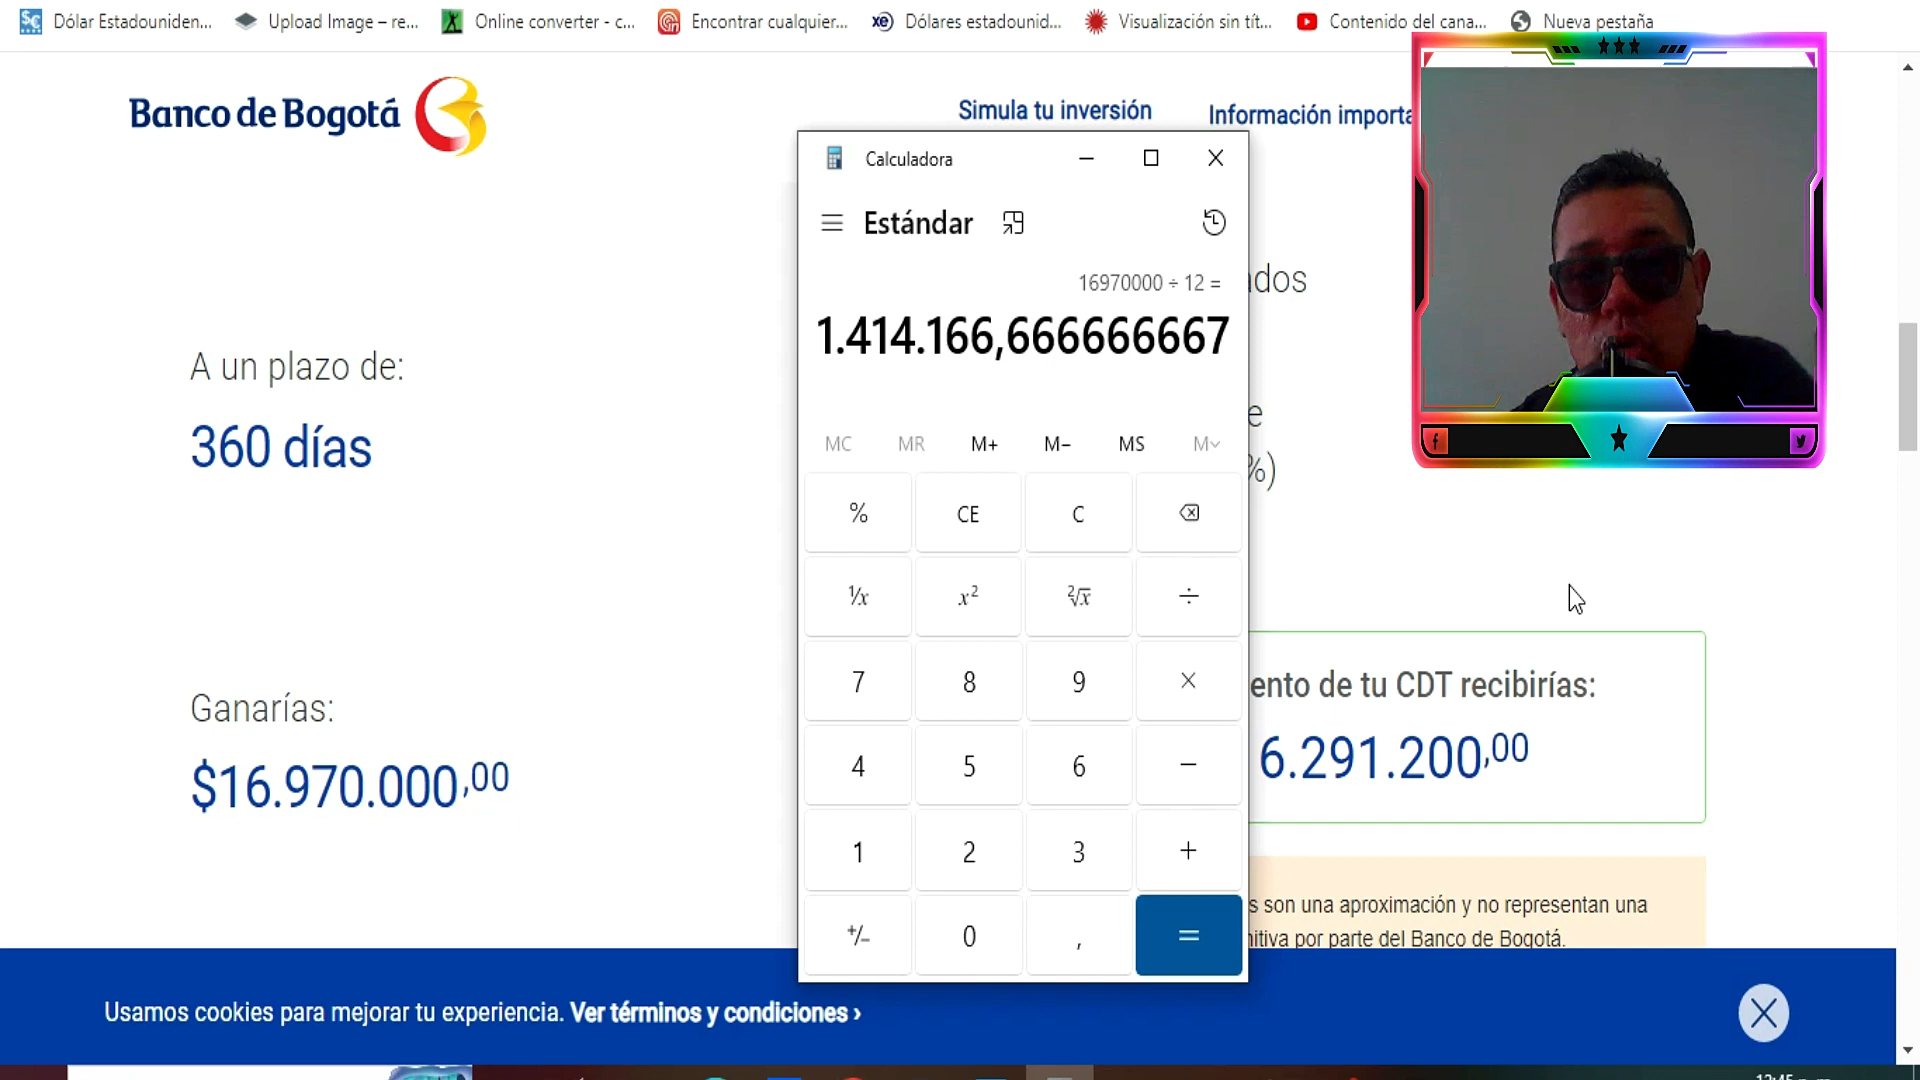 Dólar Estadouniden...
Upload Image – re...
Online converter - c...
Encontrar cualquier...
Dólares estadounid...
Visualización sin tít...
Contenido del cana...
Nueva pestaña
Banco de Bogotá
Simula tu inversión
Información importa
Calculadora
Estándar
16970000 ÷ 12 =
1.414.166,666666667
MC MR M+ M− MS M˅
% CE C
¹/x x² ²√x ÷
7 8 9 ×
4 5 6 −
1 2 3 +
+/− 0 , =
ados
A un plazo de:
360 días
e
%)
Ganarías:
$16.970.000,00
ento de tu CDT recibirías:
6.291.200,00
s son una aproximación y no representan una
nitiva por parte del Banco de Bogotá.
Usamos cookies para mejorar tu experiencia. Ver términos y condiciones ›